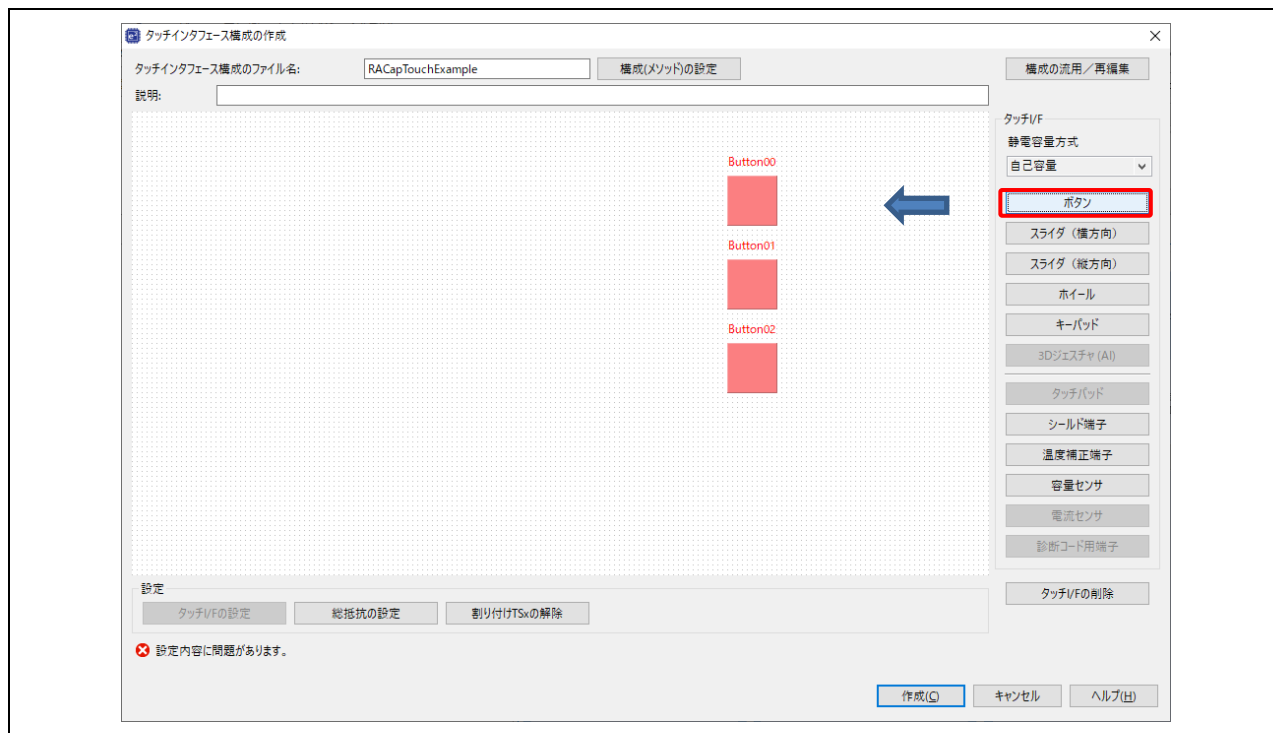 タッチインタフェース構成の作成
タッチインタフェース構成のファイル名: RACapTouchExample 構成(メソッド)の設定 構成の流用/再編集
説明:
タッチI/F
静電容量方式
自己容量
ボタン
スライダ(横方向)
スライダ(縦方向)
ホイール
キーパッド
3Dジェスチャ(AI)
タッチパッド
シールド端子
温度補正端子
容量センサ
電流センサ
診断コード用端子
タッチI/Fの削除
Button00
Button01
Button02
設定
タッチI/Fの設定 総抵抗の設定 割り付けTSxの解除
設定内容に問題があります。
作成(C) キャンセル ヘルプ(H)